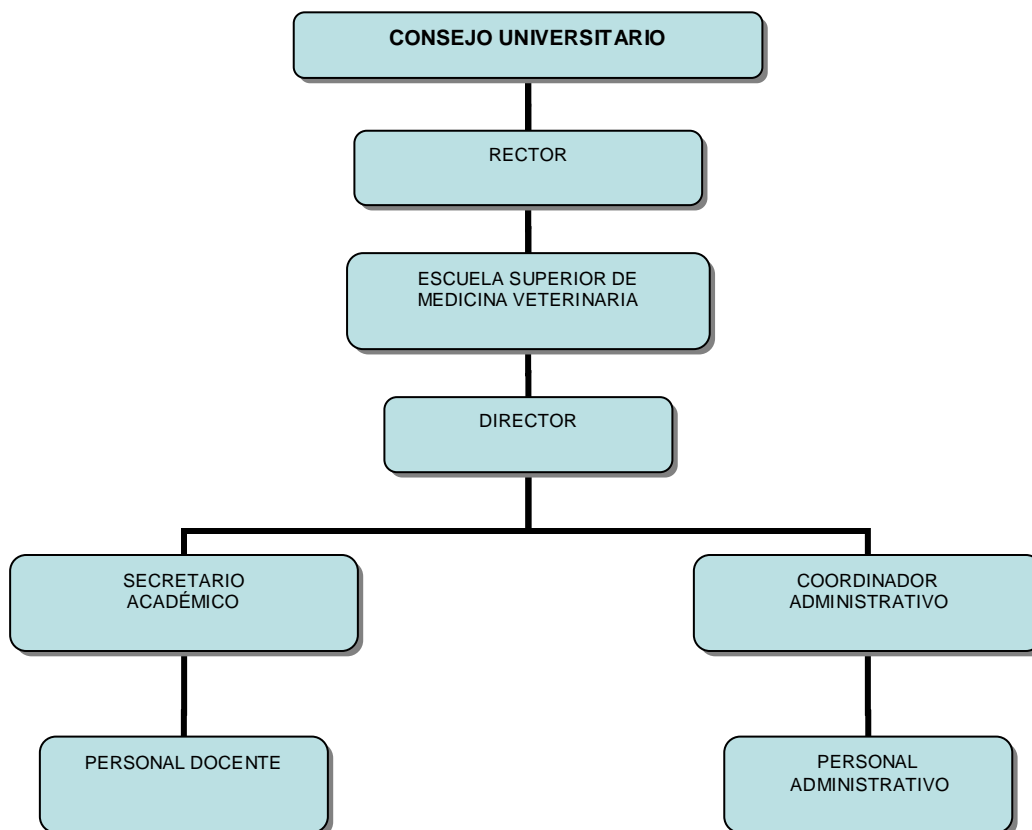 CONSEJO UNIVERSITARIO
RECTOR
ESCUELA SUPERIOR DE
MEDICINA VETERINARIA
DIRECTOR
SECRETARIO
ACADÉMICO
COORDINADOR
ADMINISTRATIVO
PERSONAL DOCENTE
PERSONAL
ADMINISTRATIVO